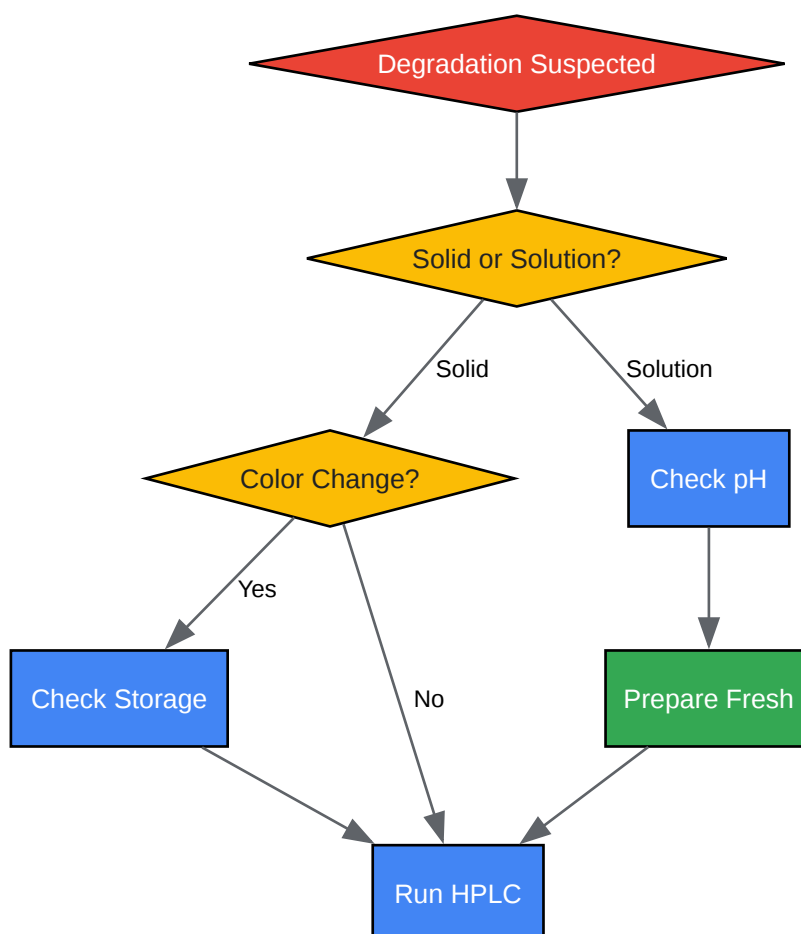 Degradation Suspected
Solid or Solution?
Solid
Solution
Color Change?
Check pH
Yes
No
Check Storage
Prepare Fresh
Run HPLC